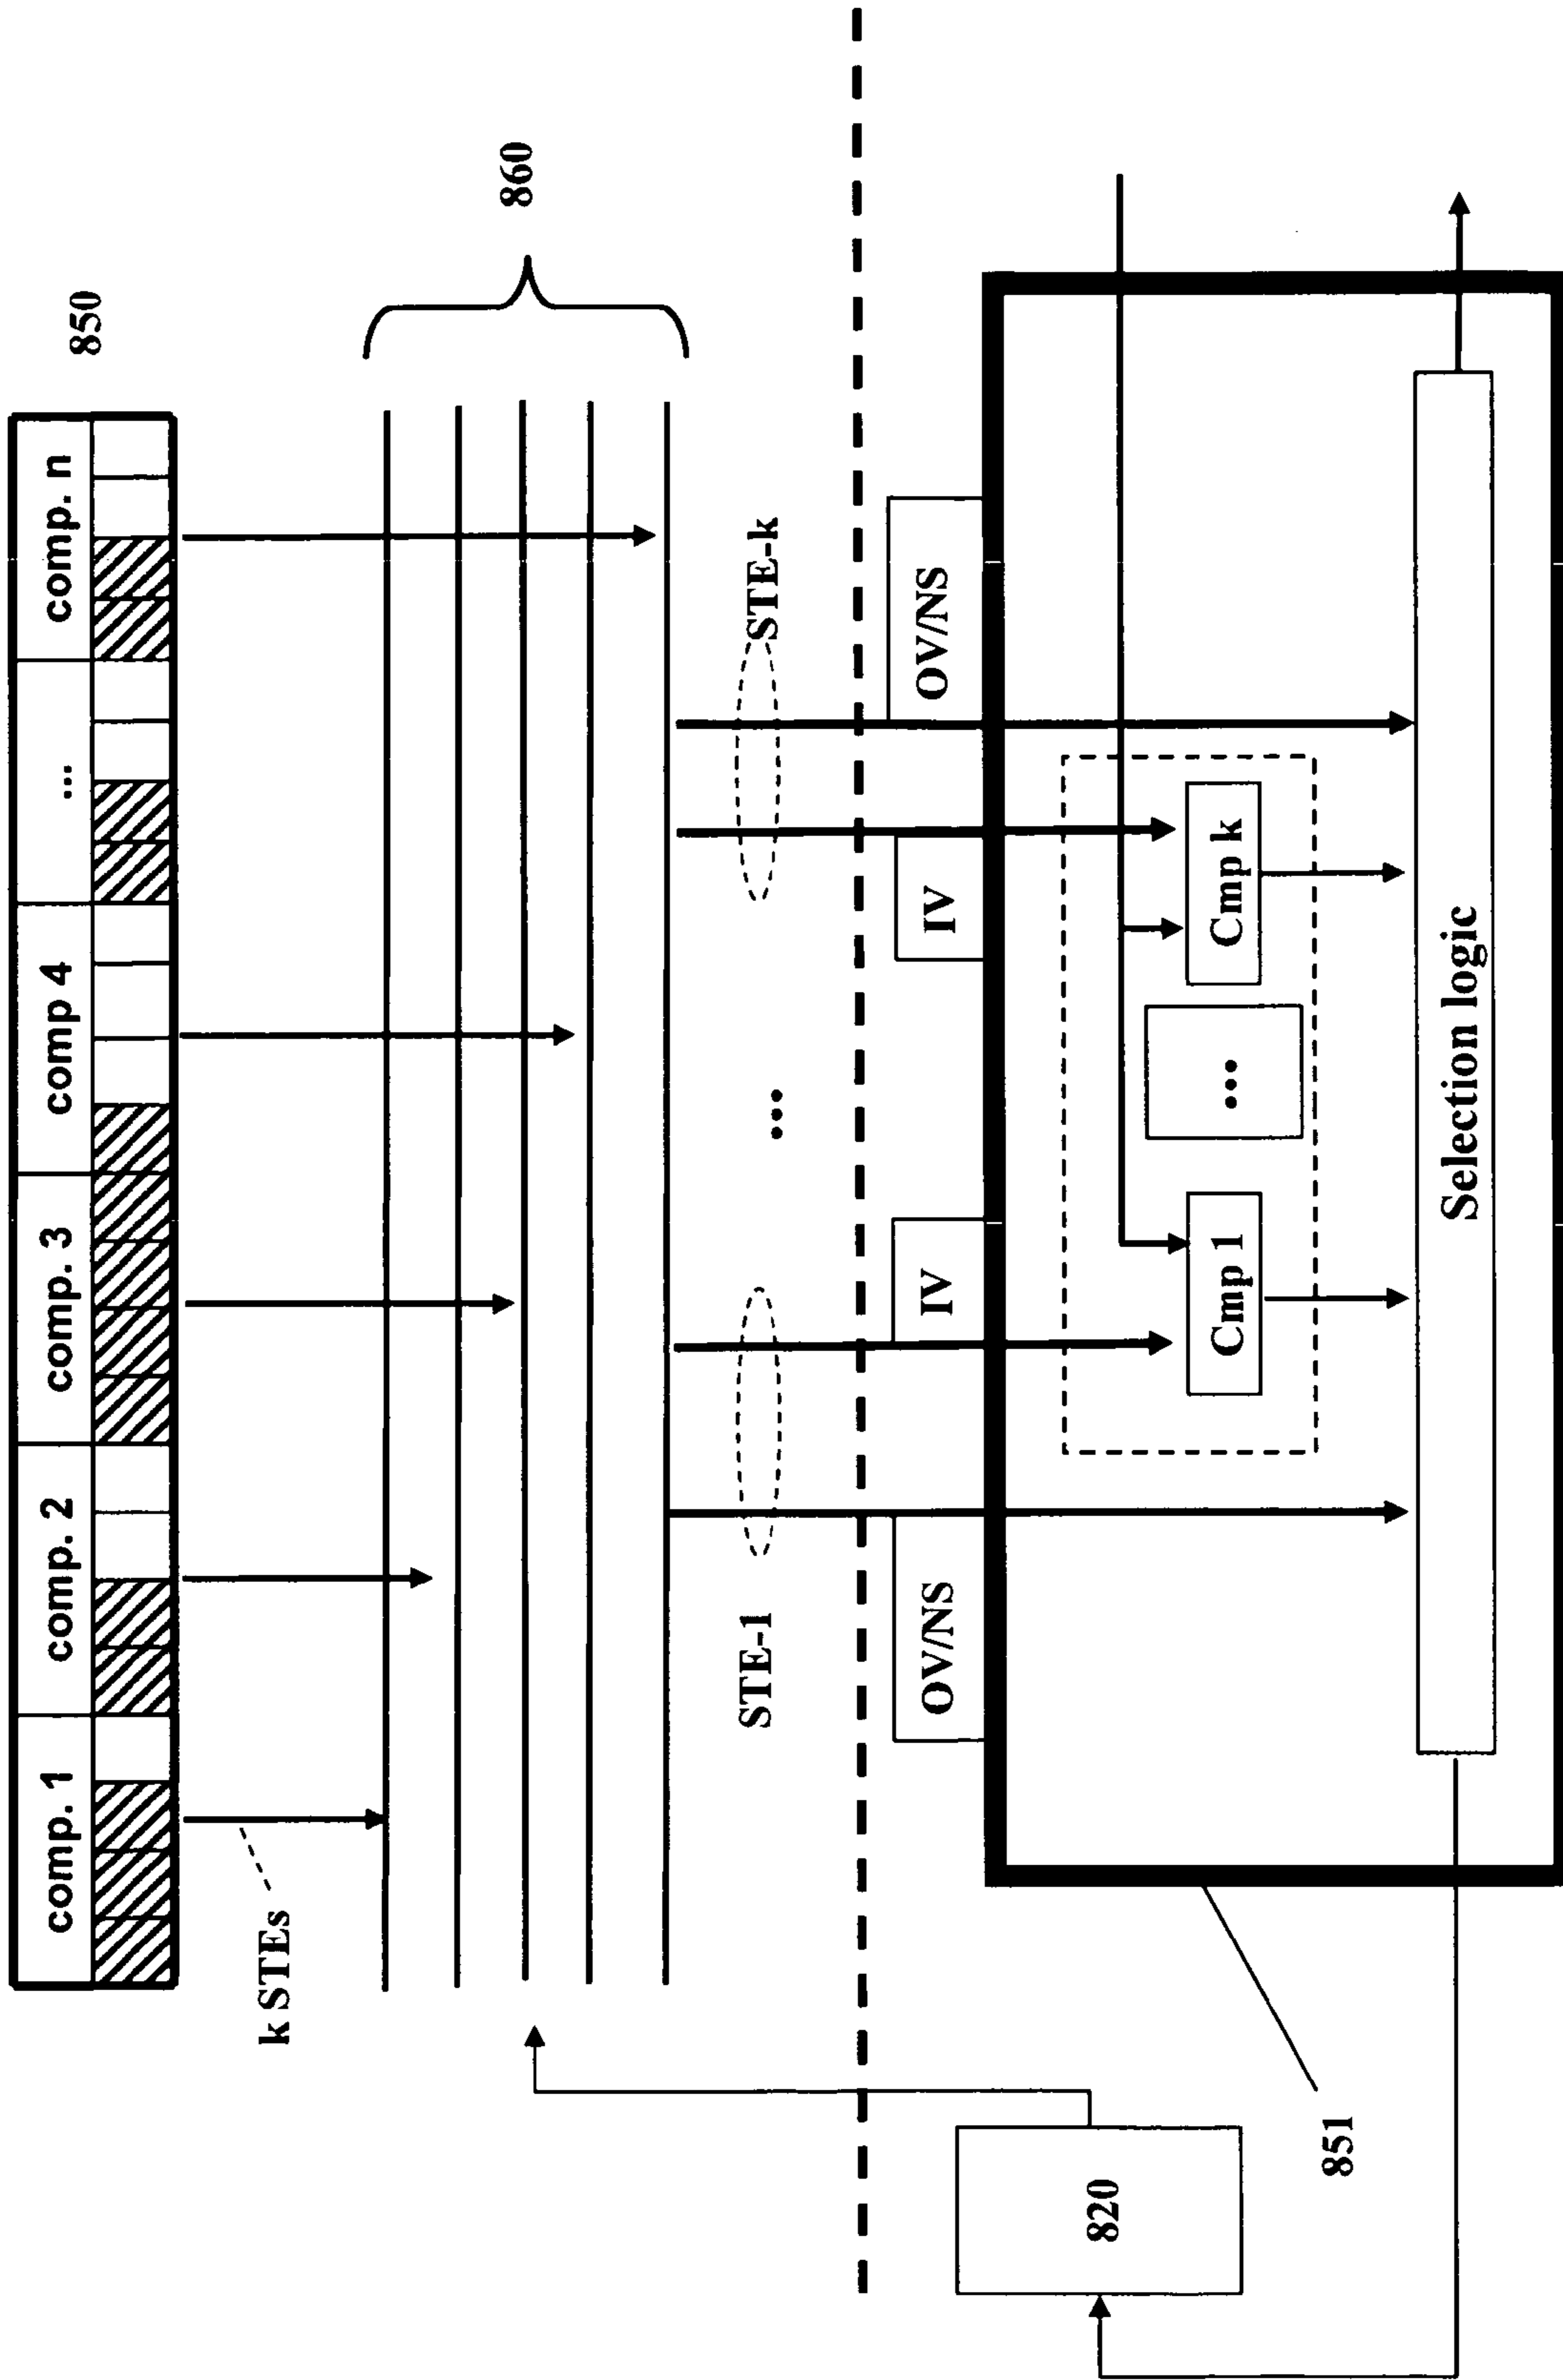 850
comp. 1
comp. 2
comp. 3
comp 4
...
comp. n
k STEs
860
STE-1
...
STE-k
OV/NS
IV
IV
OV/NS
820
851
Cmp 1
...
Cmp k
Selection logic